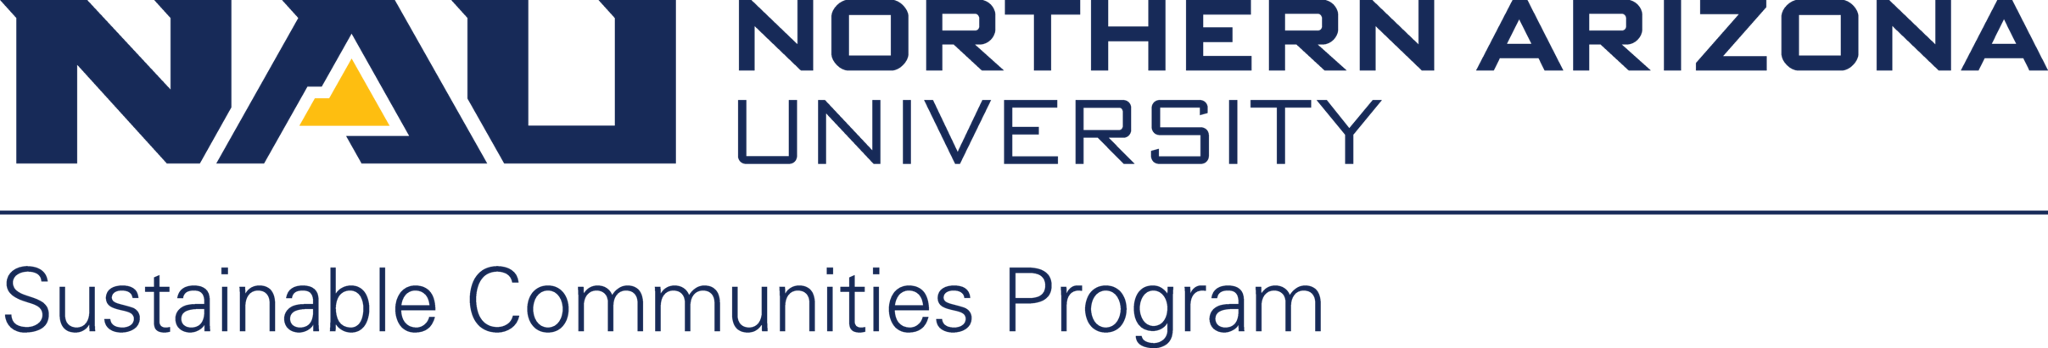 NAU
NORTHERN ARIZONA
UNIVERSITY
Sustainable Communities Program